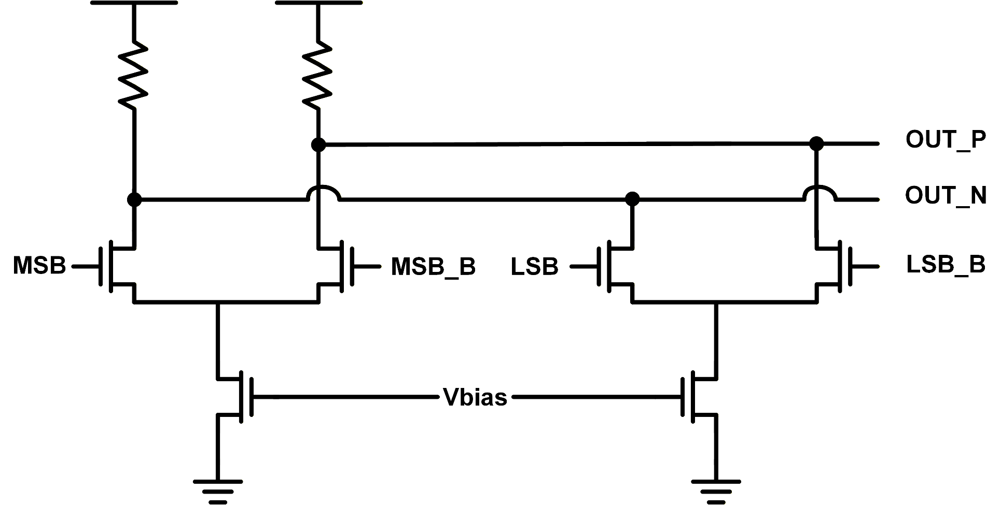 OUT_P
OUT_N
MSB
MSB_B
LSB
LSB_B
Vbias